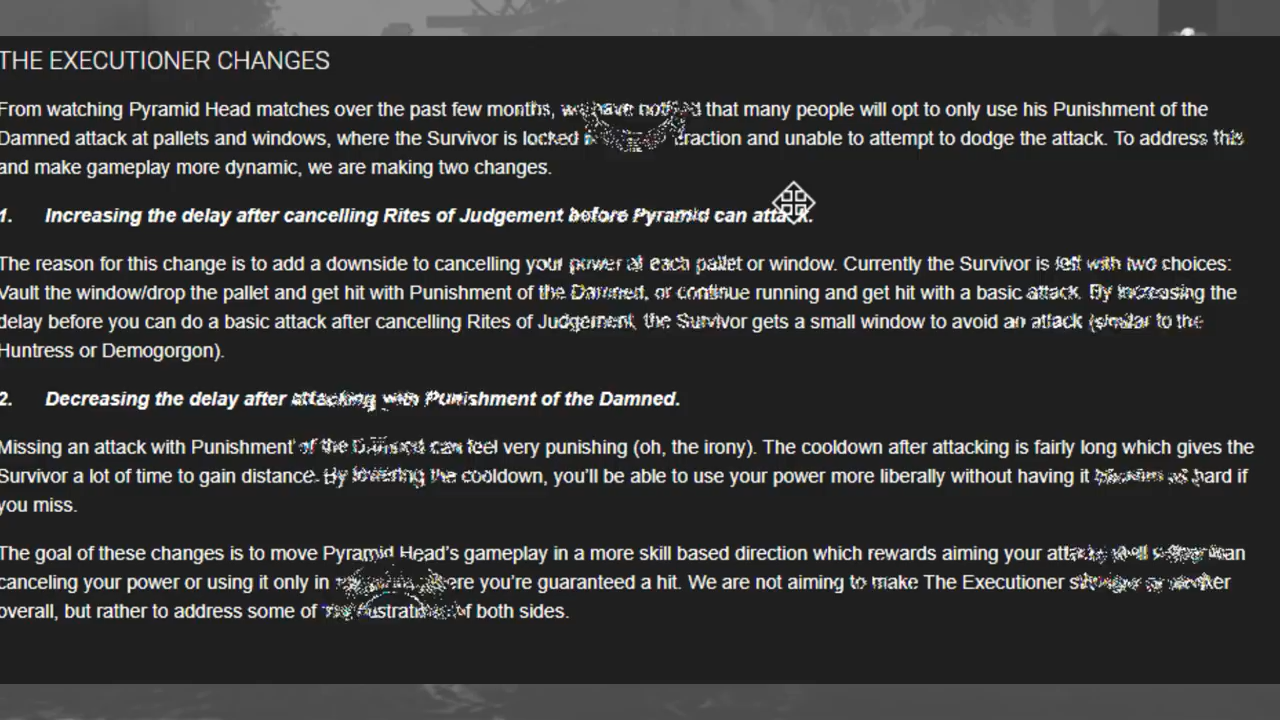 THE EXECUTIONER CHANGES
From watching Pyramid Head matches over the past few months, we have noticed that many people will opt to only use his Punishment of the
Damned attack at pallets and windows, where the Survivor is locked and unable to attempt to dodge the attack. To address this
and make gameplay more dynamic, we are making two changes.
1. Increasing the delay after cancelling Rites of Judgement before Pyramid can attack.
The reason for this change is to add a downside to cancelling your power at each pallet or window. Currently the Survivor is left with two choices:
Vault the window/drop the pallet and get hit with Punishment of the Damned, or continue running and get hit with a basic attack. By increasing the
delay before you can do a basic attack after cancelling Rites of Judgement, the Survivor gets a small window to avoid an attack (similar to the
Huntress or Demogorgon).
2. Decreasing the delay after attacking with Punishment of the Damned.
Missing an attack with Punishment of the Damned can feel very punishing (oh, the irony). The cooldown after attacking is fairly long which gives the
Survivor a lot of time to gain distance. By lowering the cooldown, you'll be able to use your power more liberally without having it as hard if
you miss.
The goal of these changes is to move Pyramid Head's gameplay in a more skill based direction which rewards aiming your attacks well rather than
canceling your power or using it only in where you're guaranteed a hit. We are not aiming to make The Executioner stronger or weaker
overall, but rather to address some of the frustrations of both sides.